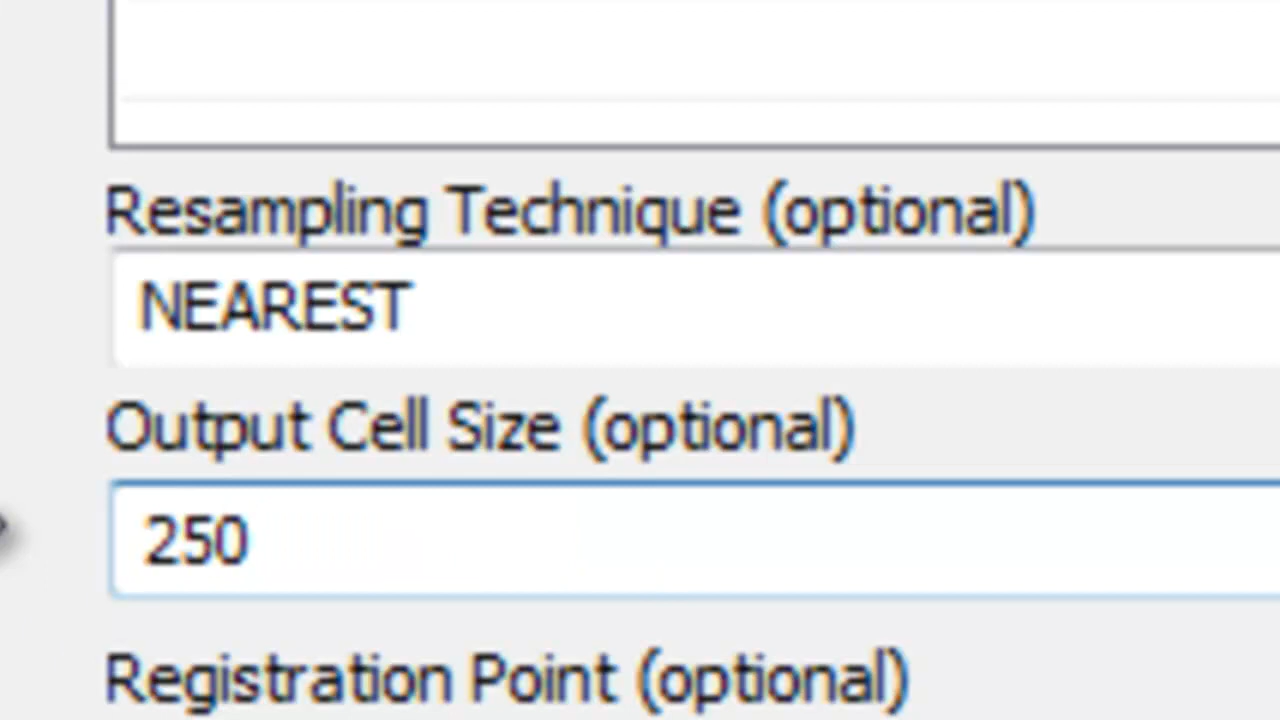 Resampling Technique (optional)
NEAREST
Output Cell Size (optional)
250
Registration Point (optional)